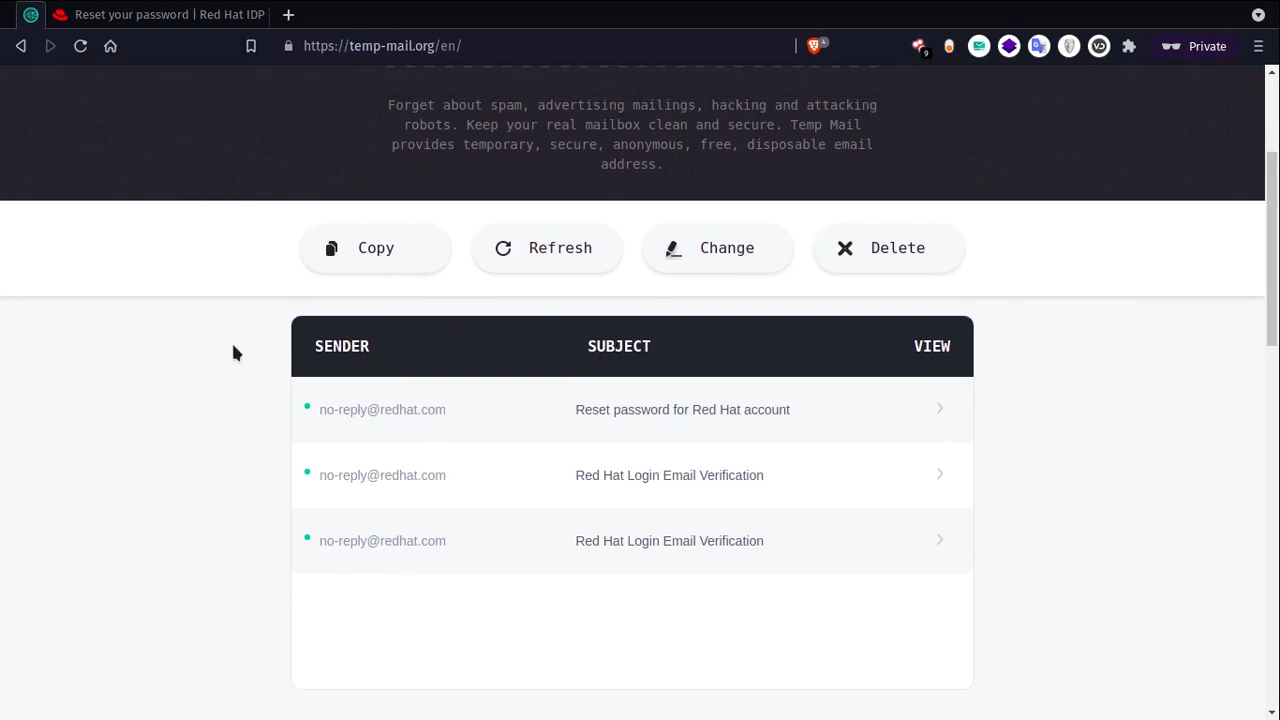 Reset your password | Red Hat IDP
https://temp-mail.org/en/
4
9
Private
Forget about spam, advertising mailings, hacking and attacking
robots. Keep your real mailbox clean and secure. Temp Mail
provides temporary, secure, anonymous, free, disposable email
address.
Copy
Refresh
Change
Delete
SENDER
SUBJECT
VIEW
no-reply@redhat.com
Reset password for Red Hat account
no-reply@redhat.com
Red Hat Login Email Verification
no-reply@redhat.com
Red Hat Login Email Verification